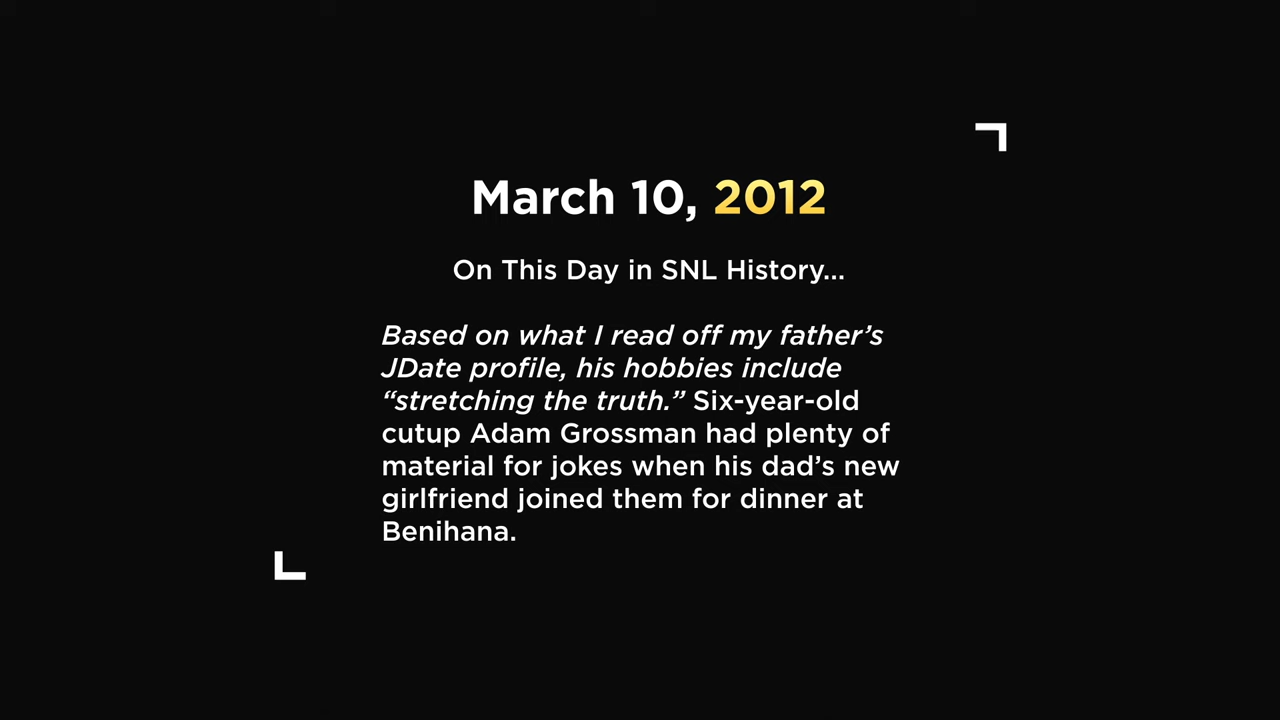 March 10, 2012
On This Day in SNL History...
Based on what I read off my father’s
JDate profile, his hobbies include
“stretching the truth.” Six-year-old
cutup Adam Grossman had plenty of
material for jokes when his dad’s new
girlfriend joined them for dinner at
Benihana.